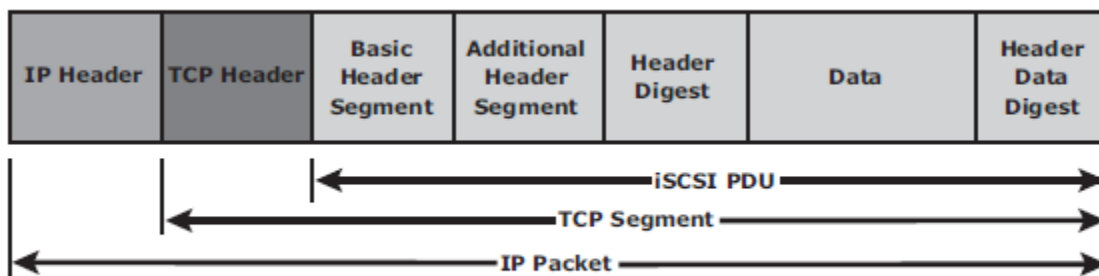 IP Header
TCP Header
Basic
Header
Segment
Additional
Header
Segment
Header
Digest
Data
Header
Data
Digest
iSCSI PDU
TCP Segment
IP Packet